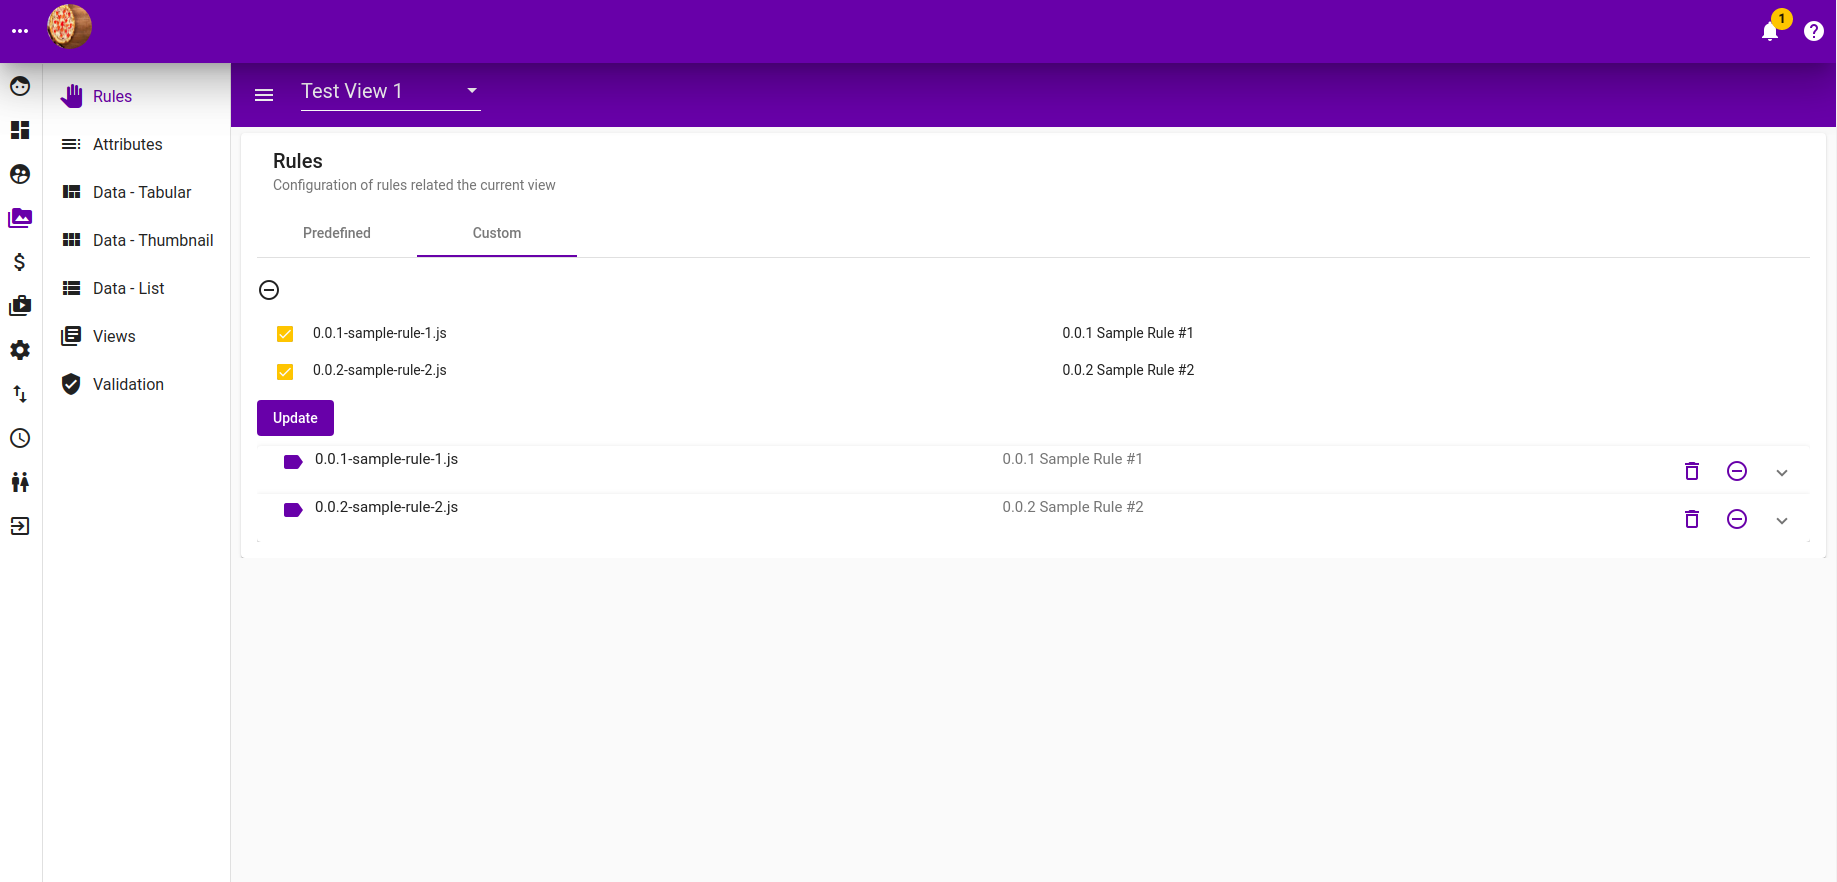 1
Test View 1
Rules
Attributes
Data - Tabular
Data - Thumbnail
Data - List
Views
Validation
Rules
Configuration of rules related the current view
Predefined Custom
0.0.1-sample-rule-1.js 0.0.1 Sample Rule #1
0.0.2-sample-rule-2.js 0.0.2 Sample Rule #2
Update
0.0.1-sample-rule-1.js 0.0.1 Sample Rule #1
0.0.2-sample-rule-2.js 0.0.2 Sample Rule #2